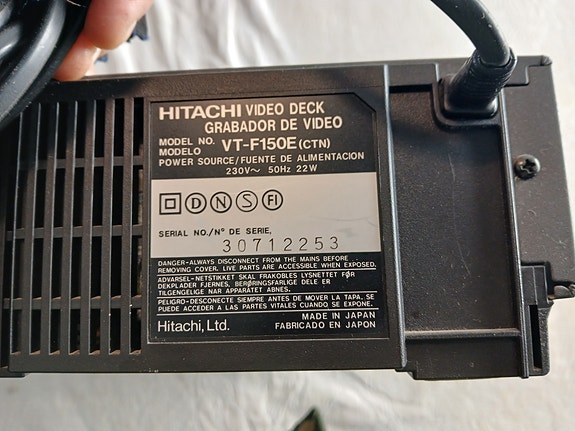 HITACHI VIDEO DECK
GRABADOR DE VIDEO
MODEL NO.
MODELO
VT-F150E(CTN)
POWER SOURCE/FUENTE DE ALIMENTACION
230V~ 50Hz 22W
D N S FI
SERIAL NO./Nº DE SERIE,
30712253
DANGER-ALWAYS DISCONNECT FROM THE MAINS BEFORE
REMOVING COVER. LIVE PARTS ARE ACCESSIBLE WHEN EXPOSED.
ADVARSEL-NETSTIKKET SKAL FRAKOBLES LYSNETTET FØR
DEKPLADER FJERNES. BERØRINGSFARLIGE DELE ER
TILGENGELIGE NAR APPARATET ABNES.
PELIGRO-DESCONECTE SIEMPRE ANTES DE MOVER LA TAPA. SE
PUEDE ACCEDER A LAS PARTES VITALES CUANDO SE EXPONE.
Hitachi, Ltd.
MADE IN JAPAN
FABRICADO EN JAPON